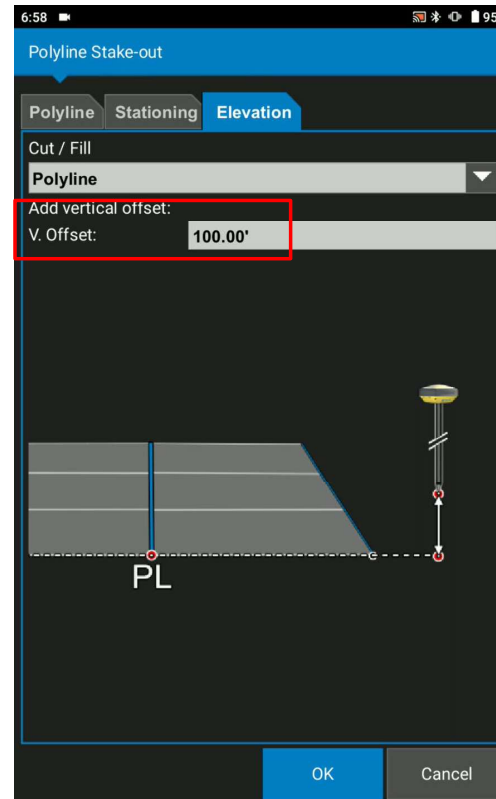 6:58 95
Polyline Stake-out
Polyline Stationing Elevation
Cut / Fill
Polyline
Add vertical offset:
V. Offset: 100.00'
PL
OK Cancel